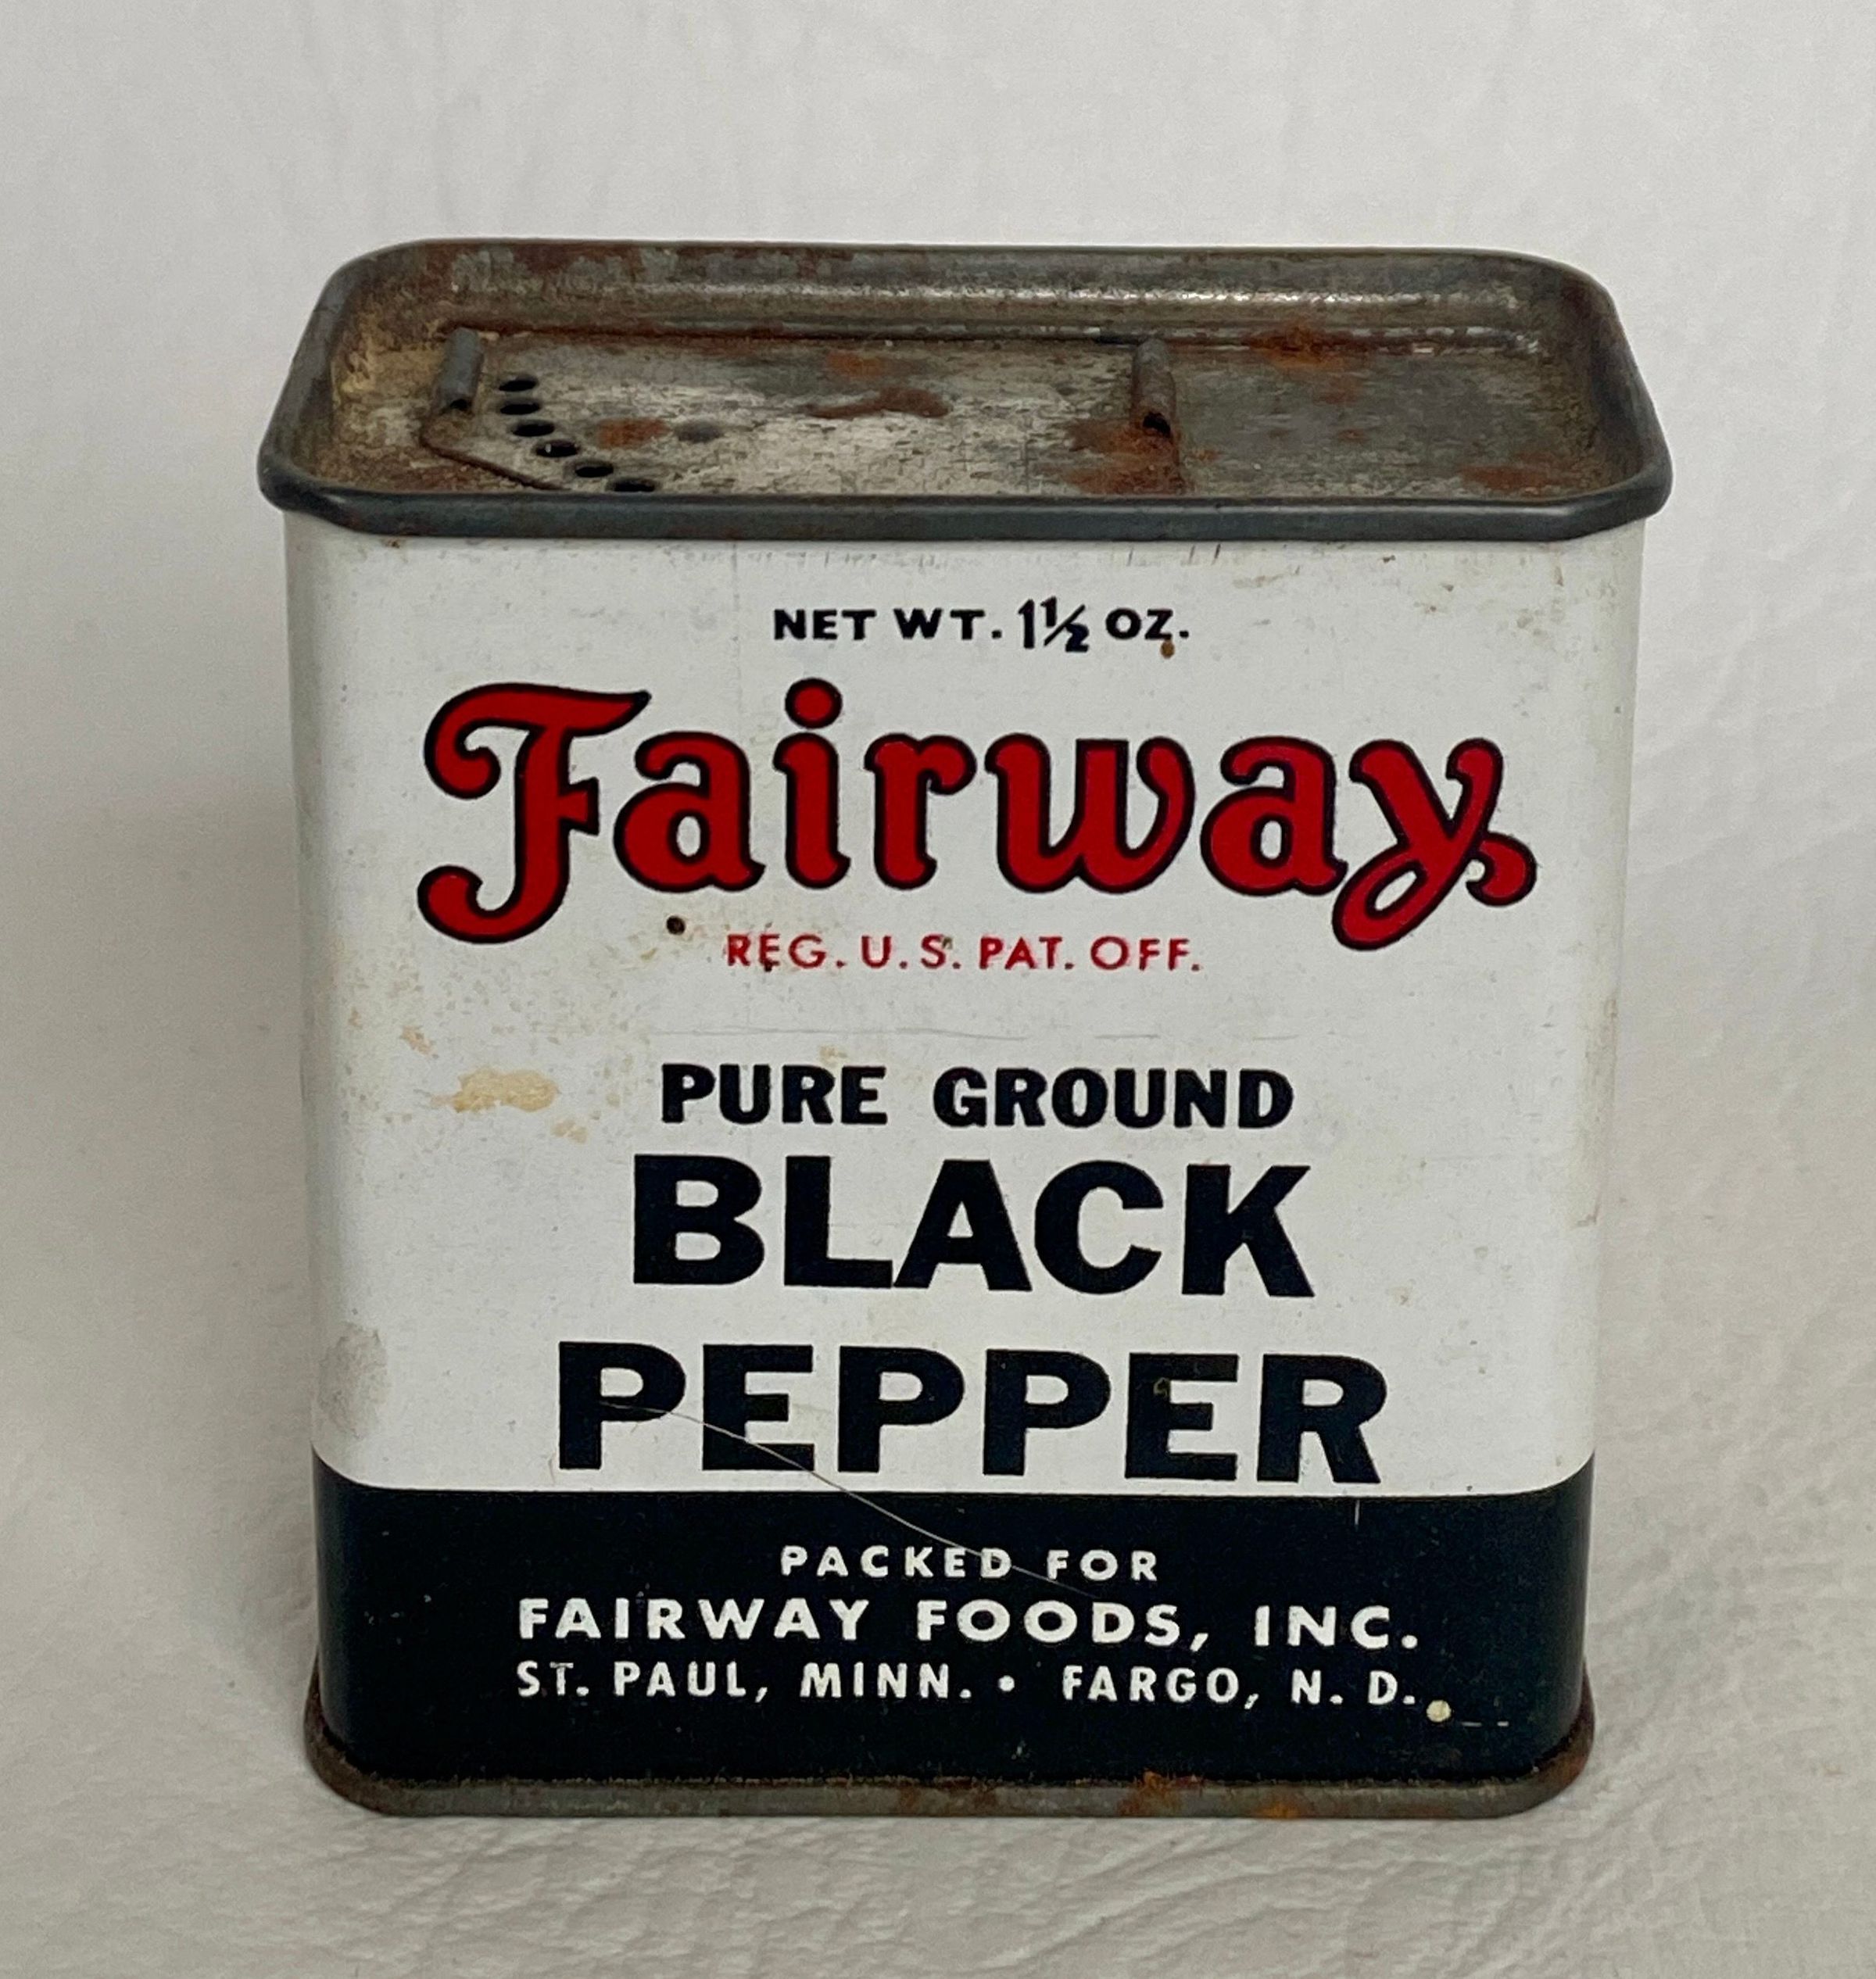 NET WT. 1½ OZ.
Fairway
REG. U.S. PAT. OFF.
PURE GROUND
BLACK
PEPPER
PACKED FOR
FAIRWAY FOODS, INC.
ST. PAUL, MINN. • FARGO, N. D.